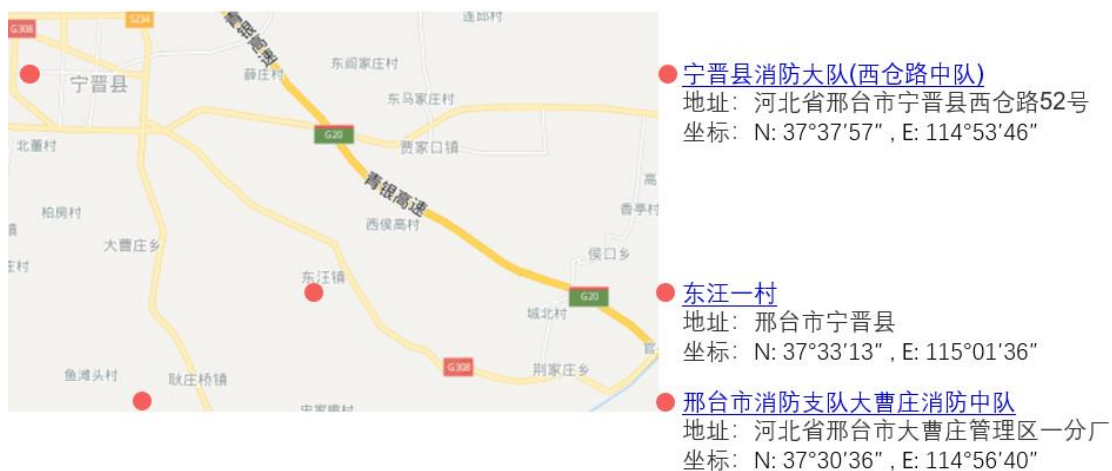 莲邱村
G308
S234
青银高速
东阎家庄村
薛庄村
宁晋县
东马家庄村
G20
贾家口镇
北董村
青银高速
高
柏房村
香亭村
西侯高村
大曹庄乡
侯口乡
庄村
东汪镇
G20
城北村
官
G308
荆家庄乡
鱼滩头村
耿庄桥镇
宁晋县消防大队(西仓路中队)
地址：河北省邢台市宁晋县西仓路52号
坐标：N: 37°37'57" , E: 114°53'46"
东汪一村
地址：邢台市宁晋县
坐标：N: 37°33'13" , E: 115°01'36"
邢台市消防支队大曹庄消防中队
地址：河北省邢台市大曹庄管理区一分厂
坐标：N: 37°30'36" , E: 114°56'40"